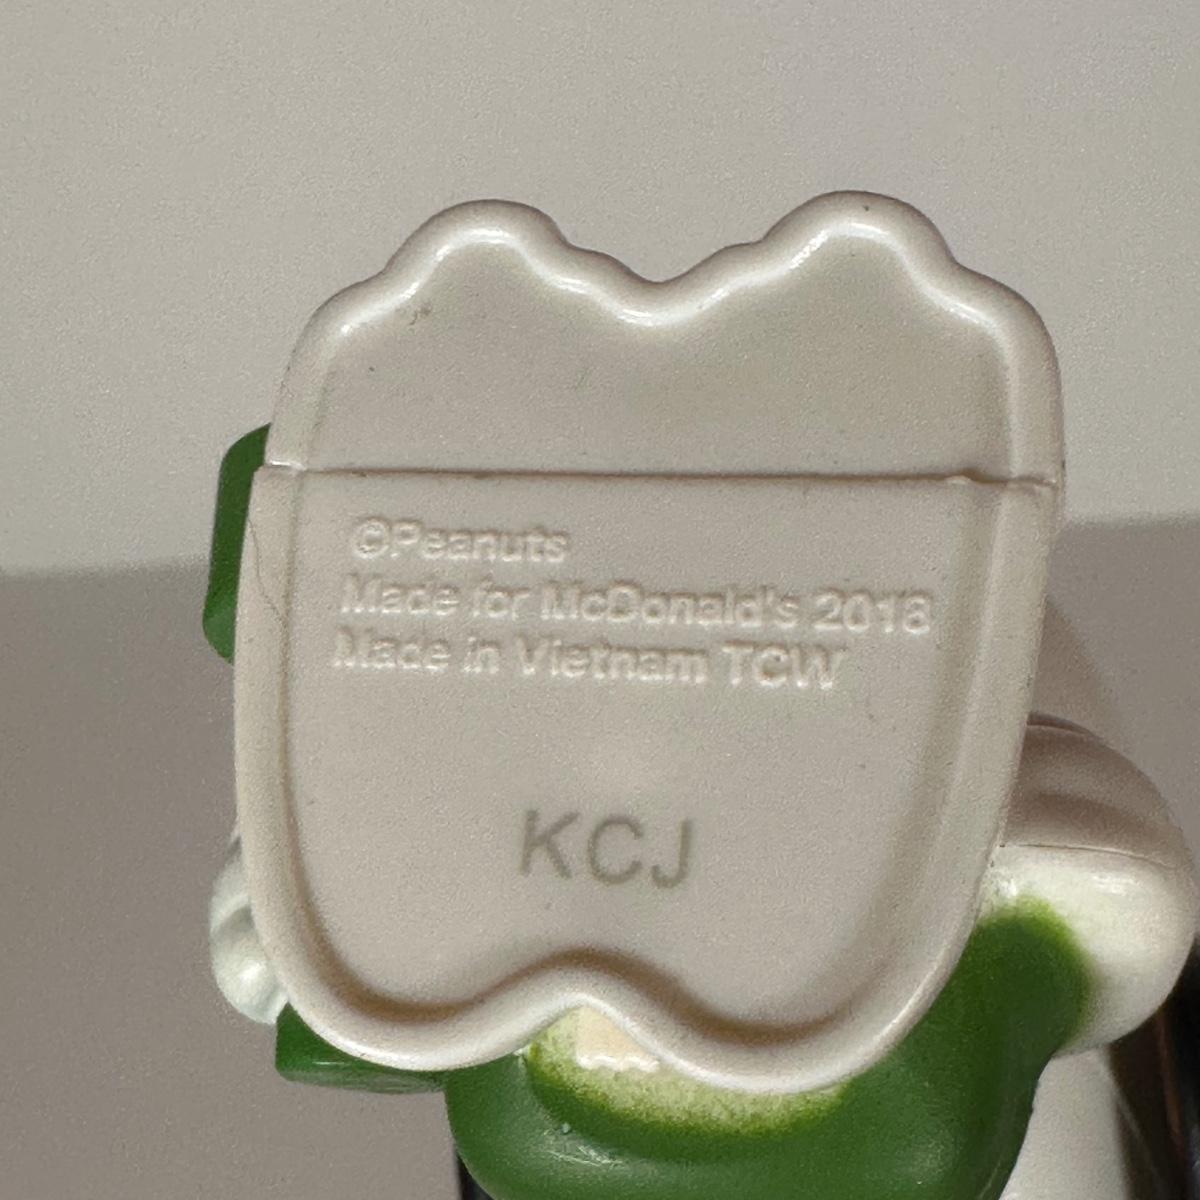 ©Peanuts
Made for McDonald's 2018
Made in Vietnam TCW
KCJ